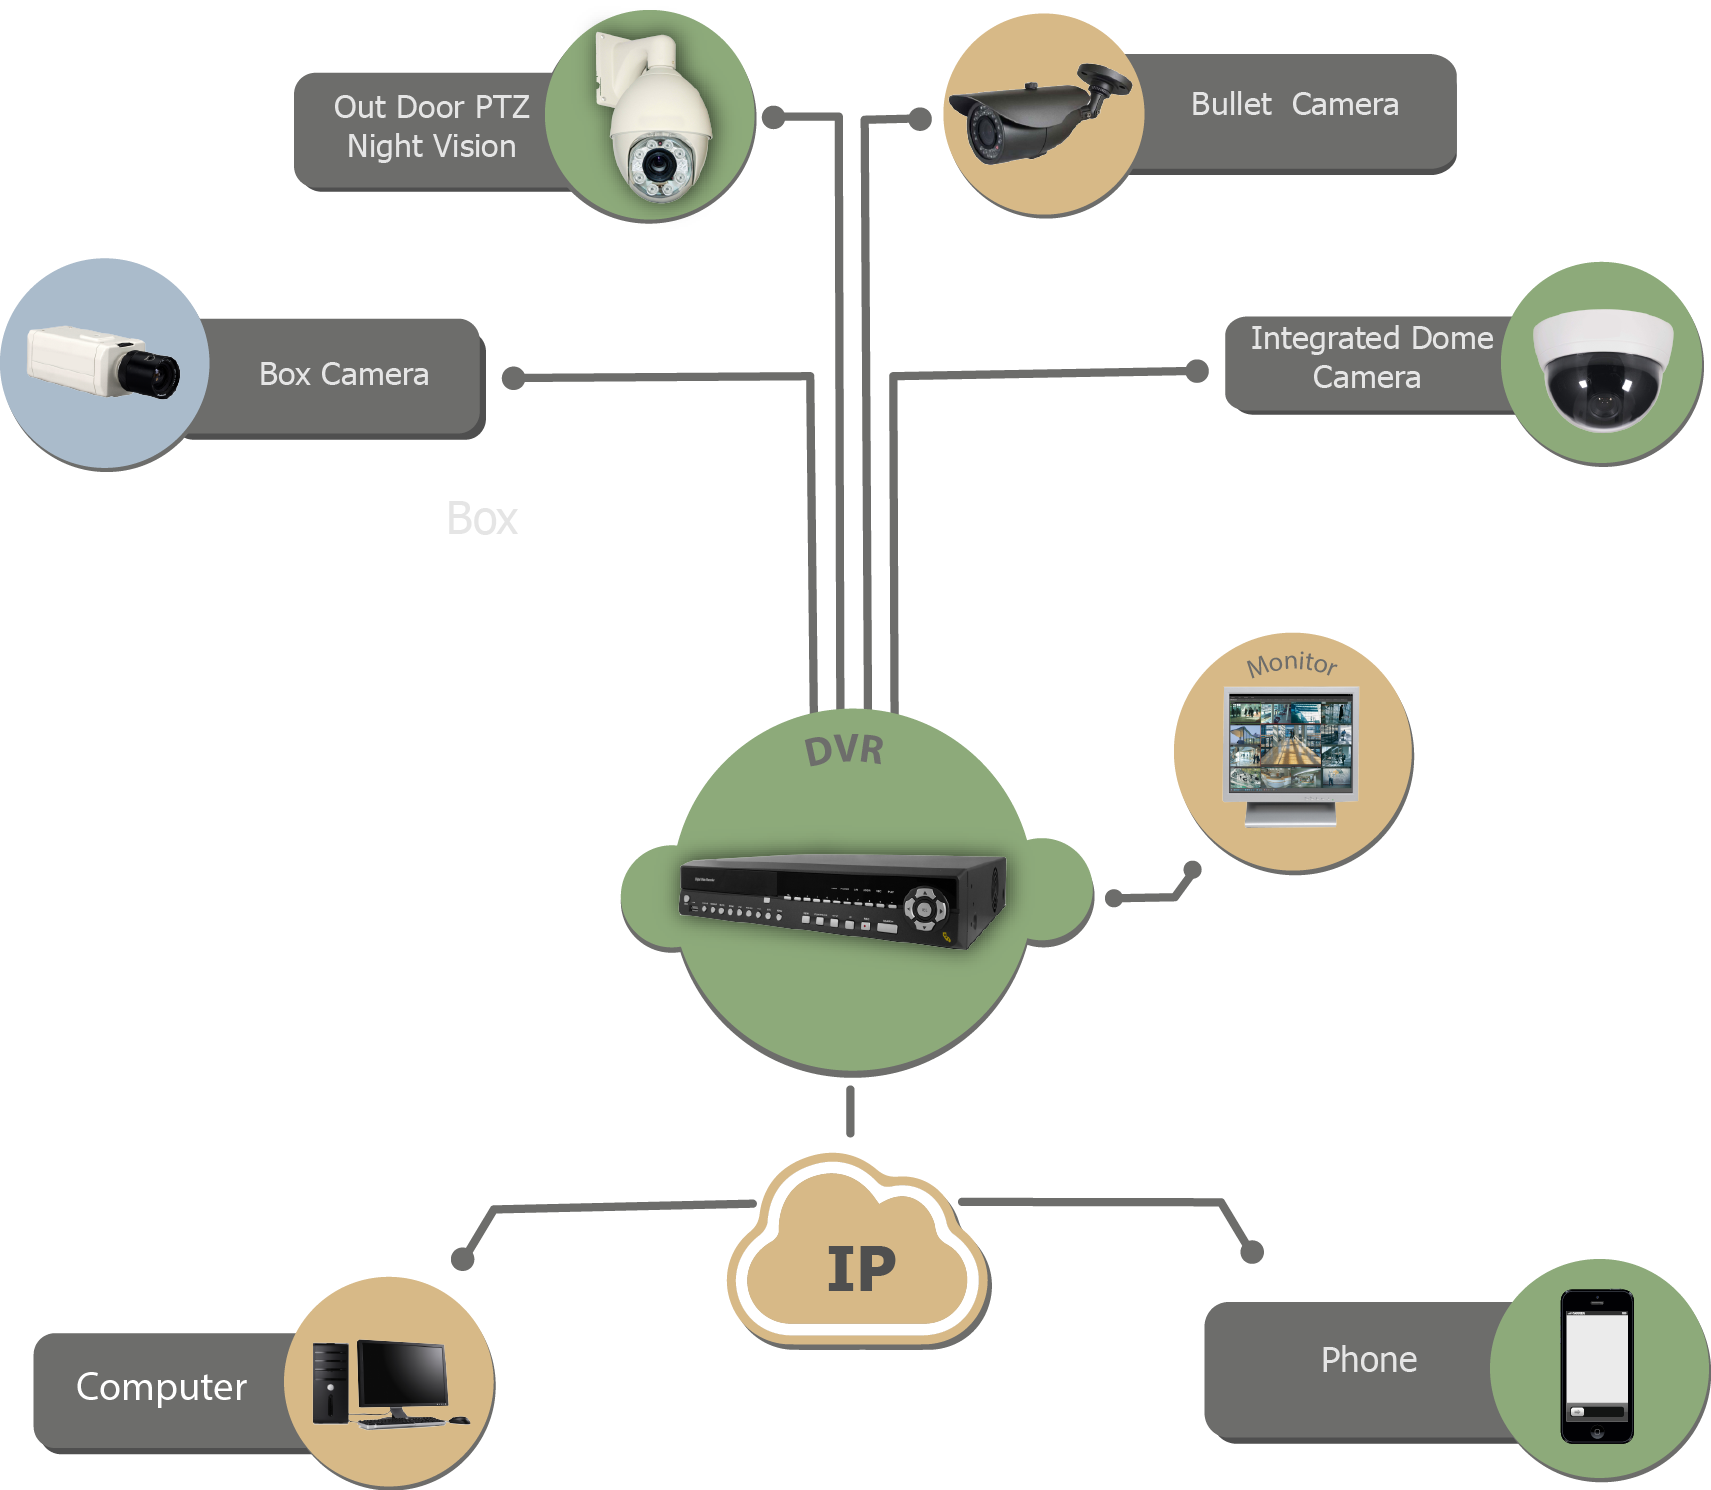 Out Door PTZ
Night Vision
Bullet Camera
Box Camera
Integrated Dome
Camera
Box
Monitor
DVR
IP
Computer
Phone